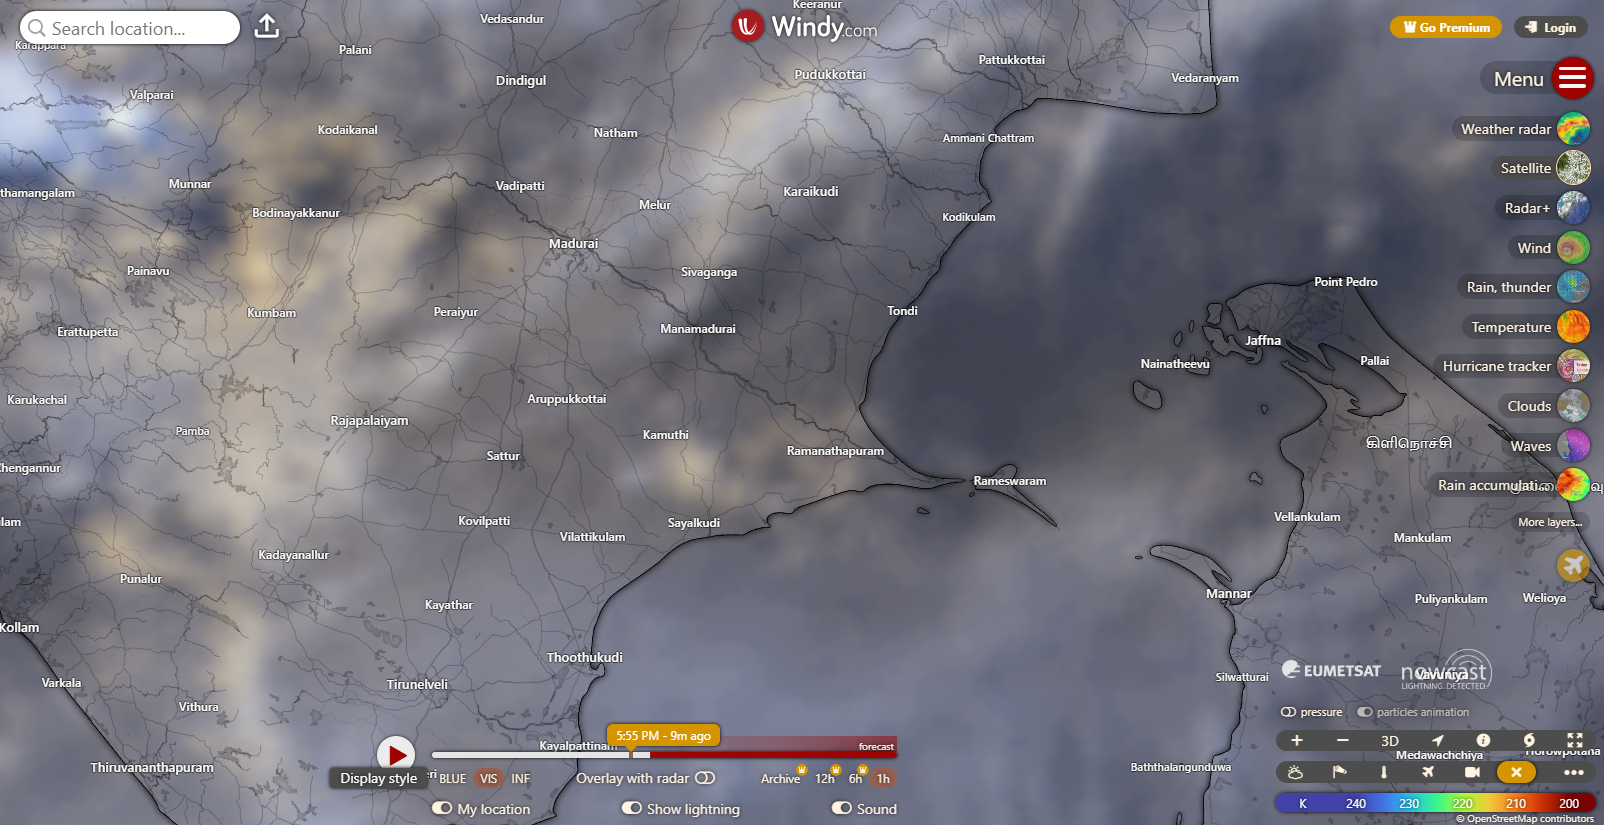 Search location...
Windy.com
Go Premium
Login
Menu
Weather radar
Satellite
Radar+
Wind
Rain, thunder
Temperature
Hurricane tracker
Clouds
Waves
Rain accumulati...
More layers...
Keeranur
Vedasandur
Karappara
Palani
Pattukkottai
Pudukkottai
Vedaranyam
Dindigul
Valparai
Kodaikanal
Natham
Ammani Chattram
Munnar
Vadipatti
Karaikudi
thamangalam
Melur
Bodinayakkanur
Kodikulam
Madurai
Painavu
Sivaganga
Point Pedro
Kumbam
Peraiyur
Tondi
Erattupetta
Manamadurai
Jaffna
Nainatheevu
Pallai
Karukachal
Aruppukkottai
Rajapalaiyam
Pamba
Kamuthi
கிளிநொச்சி
Ramanathapuram
Sattur
Chengannur
Rameswaram
Vellankulam
lam
Kovilpatti
Sayalkudi
Vilattikulam
Mankulam
Kadayanallur
Punalur
Mannar
Kayathar
Puliyankulam
Welioya
Kollam
Thoothukudi
Silwatturai
Vavuniya
Varkala
Tirunelveli
Vithura
Kayalpattinam
Thiruvananthapuram
Baththalangunduwa
Medawachchiya
Horowpotana
EUMETSAT
nowcast
LIGHTNING. DETECTED.
pressure
particles animation
3D
5:55 PM - 9m ago
forecast
Display style
eri
BLUE
VIS
INF
Overlay with radar
Archive
12h
6h
1h
My location
Show lightning
Sound
K 240 230 220 210 200
© OpenStreetMap contributors